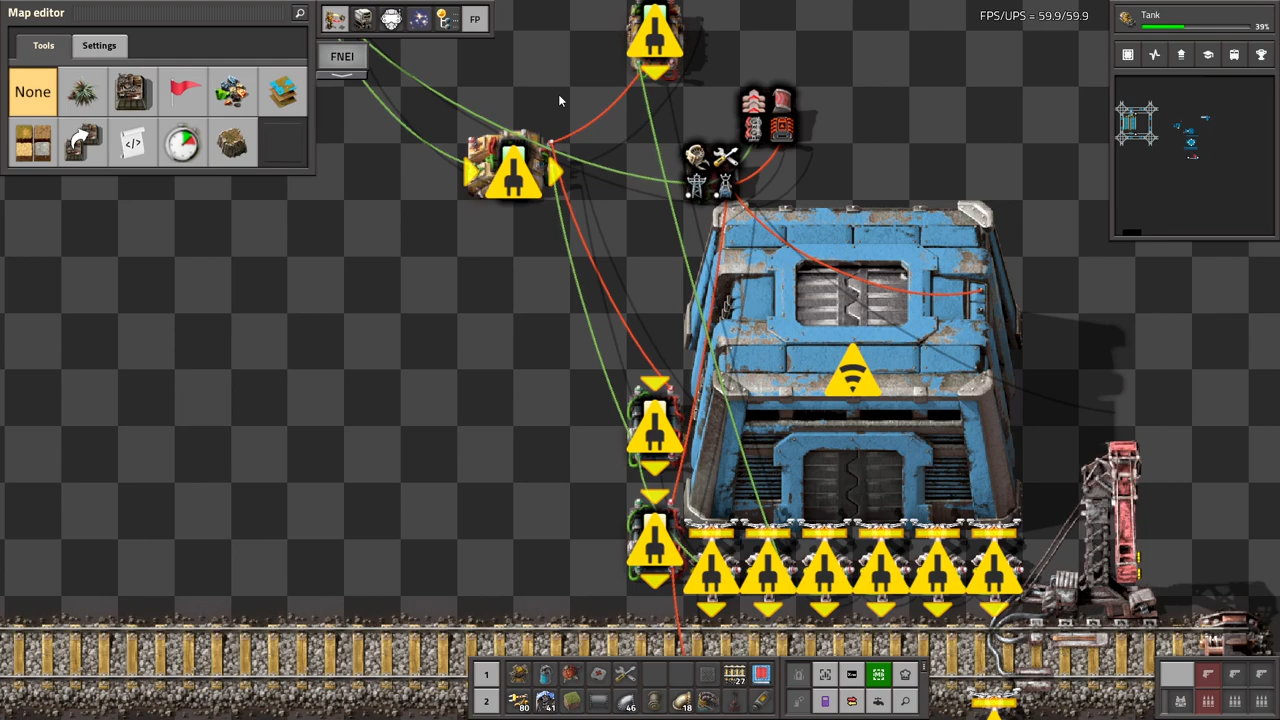 Map editor
FP
FPS/UPS = 59.9/59.9
Tank
39%
Tools
Settings
FNEI
None
1
27
2
80
41
46
18